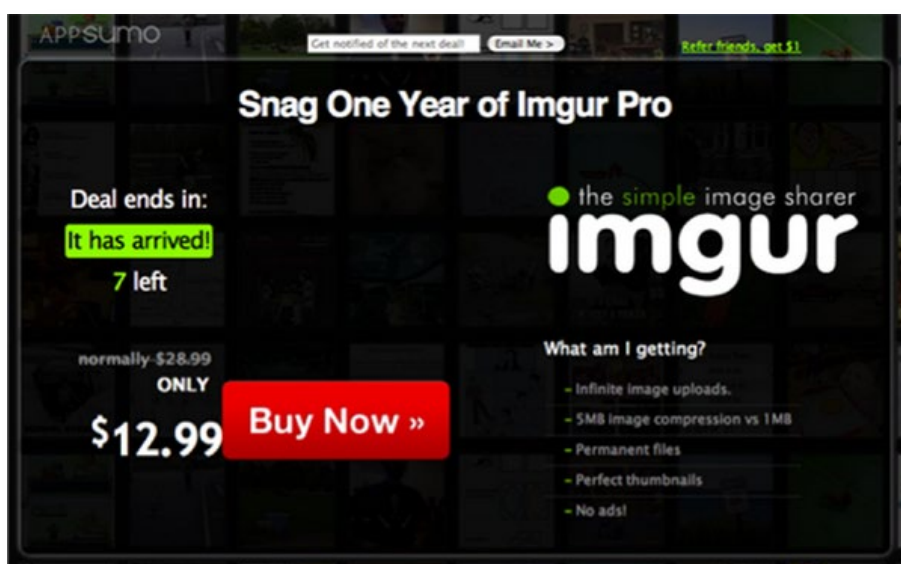 APPSUMO
Get notified of the next deal!
Email Me >
Refer friends, get $1
Snag One Year of Imgur Pro
Deal ends in:
It has arrived!
7 left
normally $28.99
ONLY
$12.99
Buy Now »
the simple image sharer
imgur
What am I getting?
– Infinite image uploads.
– 5MB image compression vs 1MB
– Permanent files
– Perfect thumbnails
– No ads!